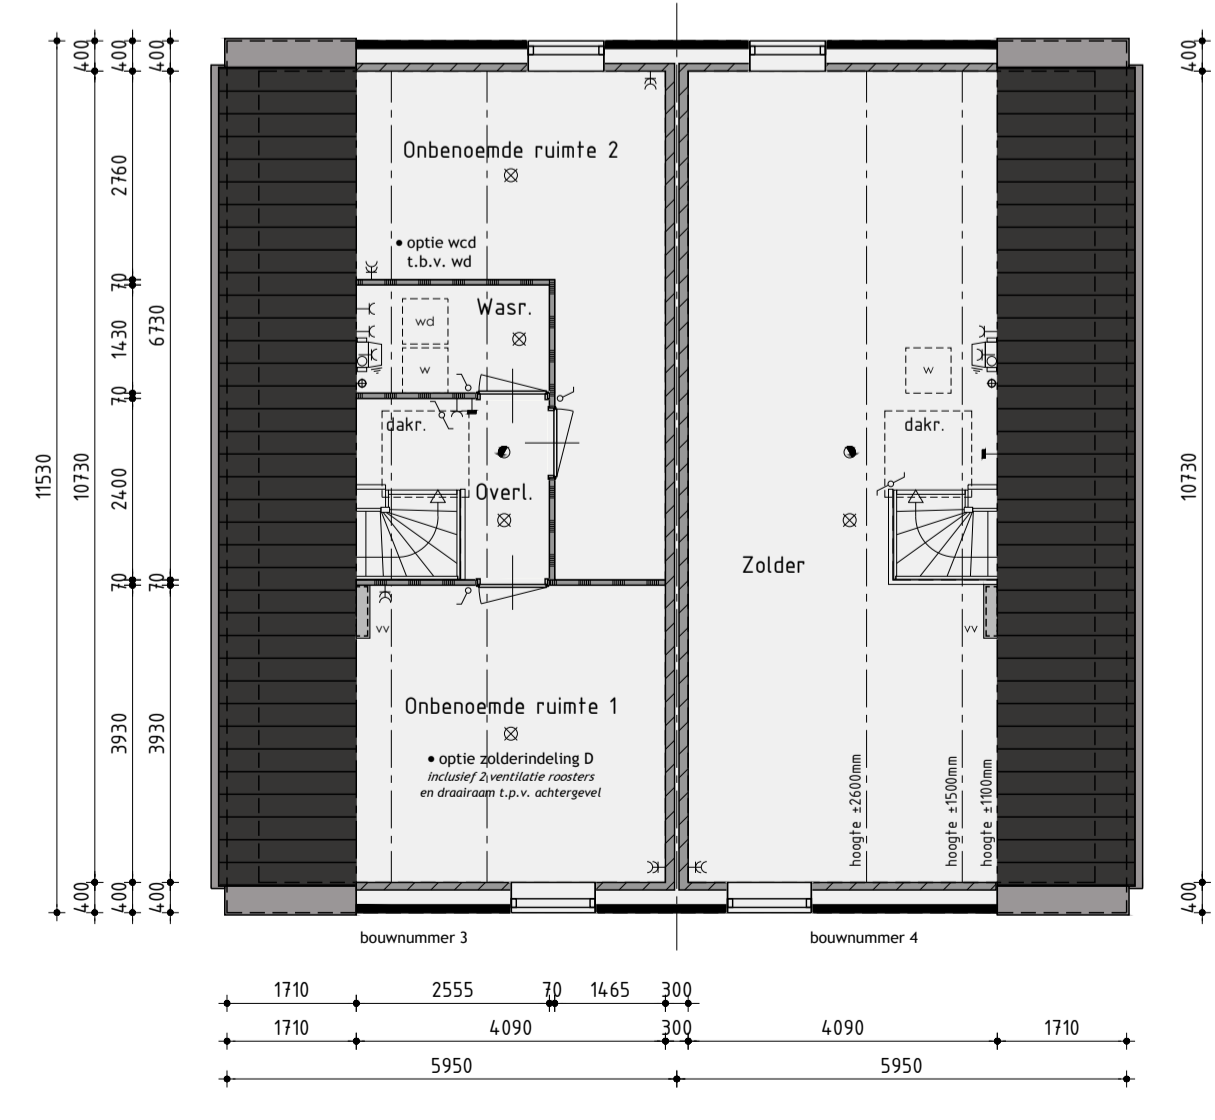 400
400
400
400
Onbenoemde ruimte 2
2760
• optie wcd
t.b.v. wd
70
Wasr.
wd
1430
6730
w
w
70
dakr.
dakr.
11530
10730
2400
10730
Overl.
Zolder
70
70
vv
vv
Onbenoemde ruimte 1
3930
3930
• optie zolderindeling D
inclusief 2 ventilatie roosters
en draairaam t.p.v. achtergevel
hoogte ±2600mm
hoogte ±1500mm
hoogte ±1100mm
400
400
400
400
bouwnummer 3
bouwnummer 4
1710 2555 70 1465 300
1710 4090 300 4090 1710
5950 5950